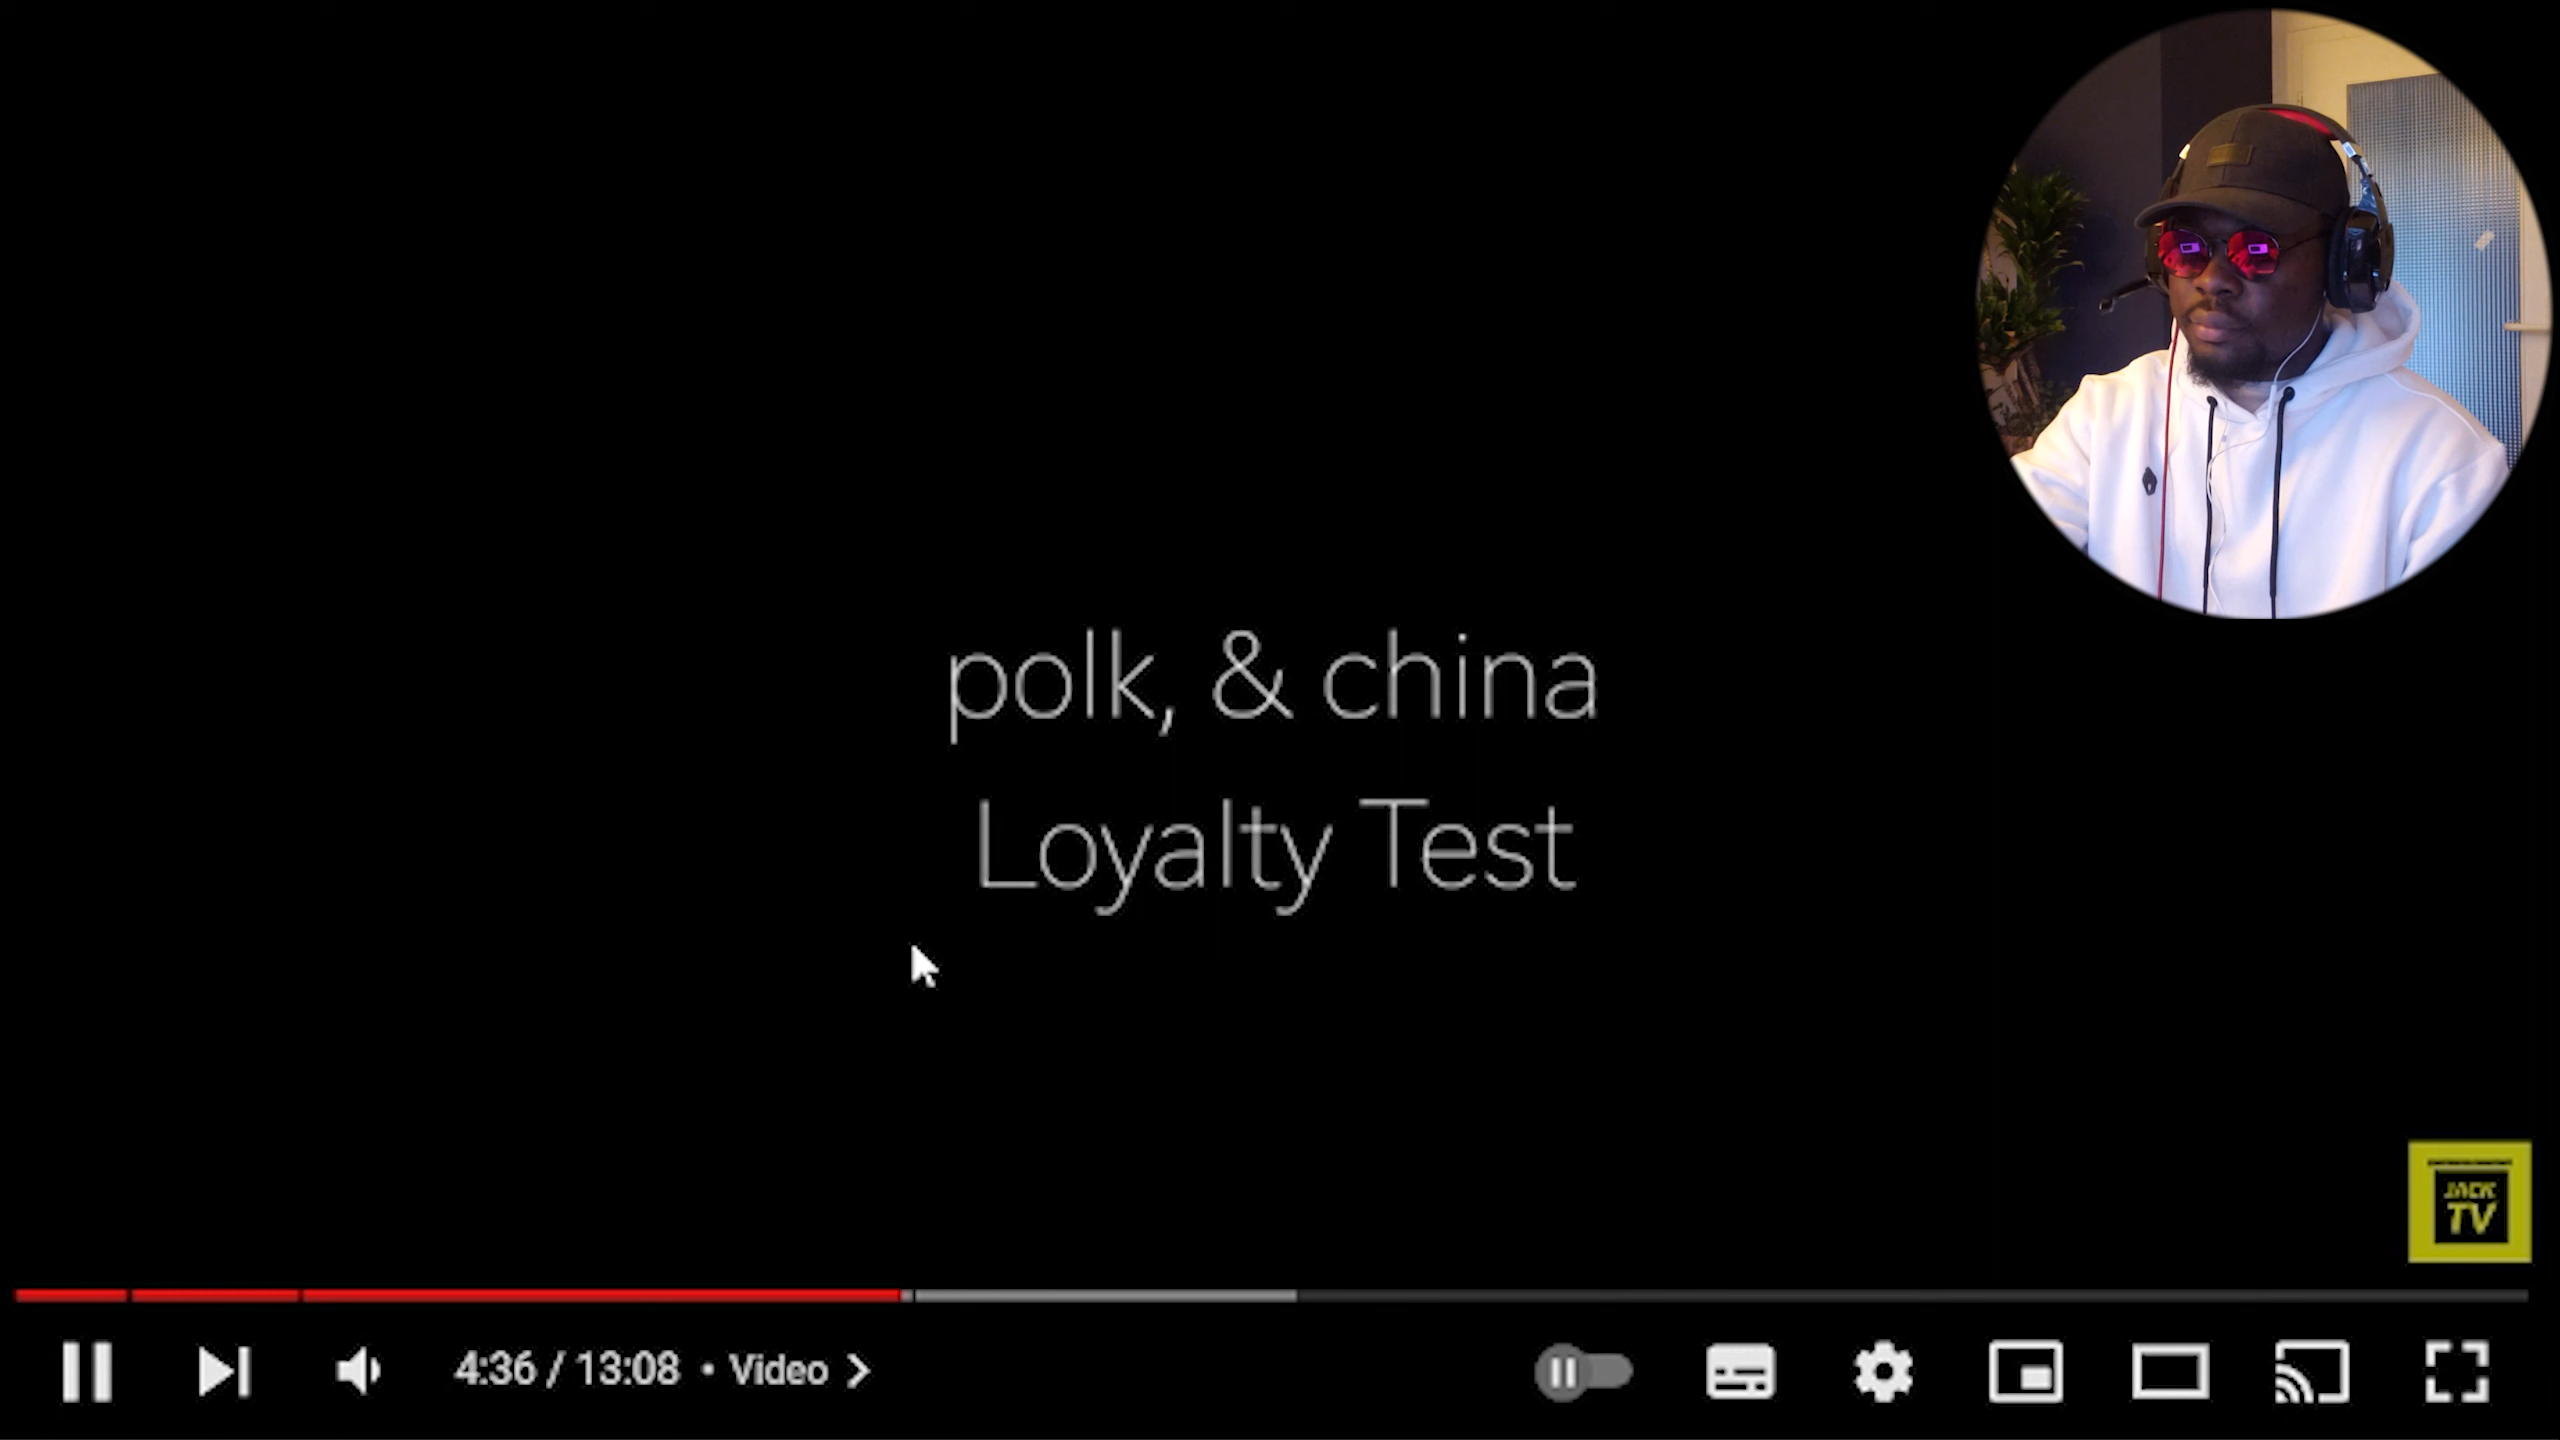 polk, & china
Loyalty Test
JACK
TV
4:36 / 13:08 • Video >